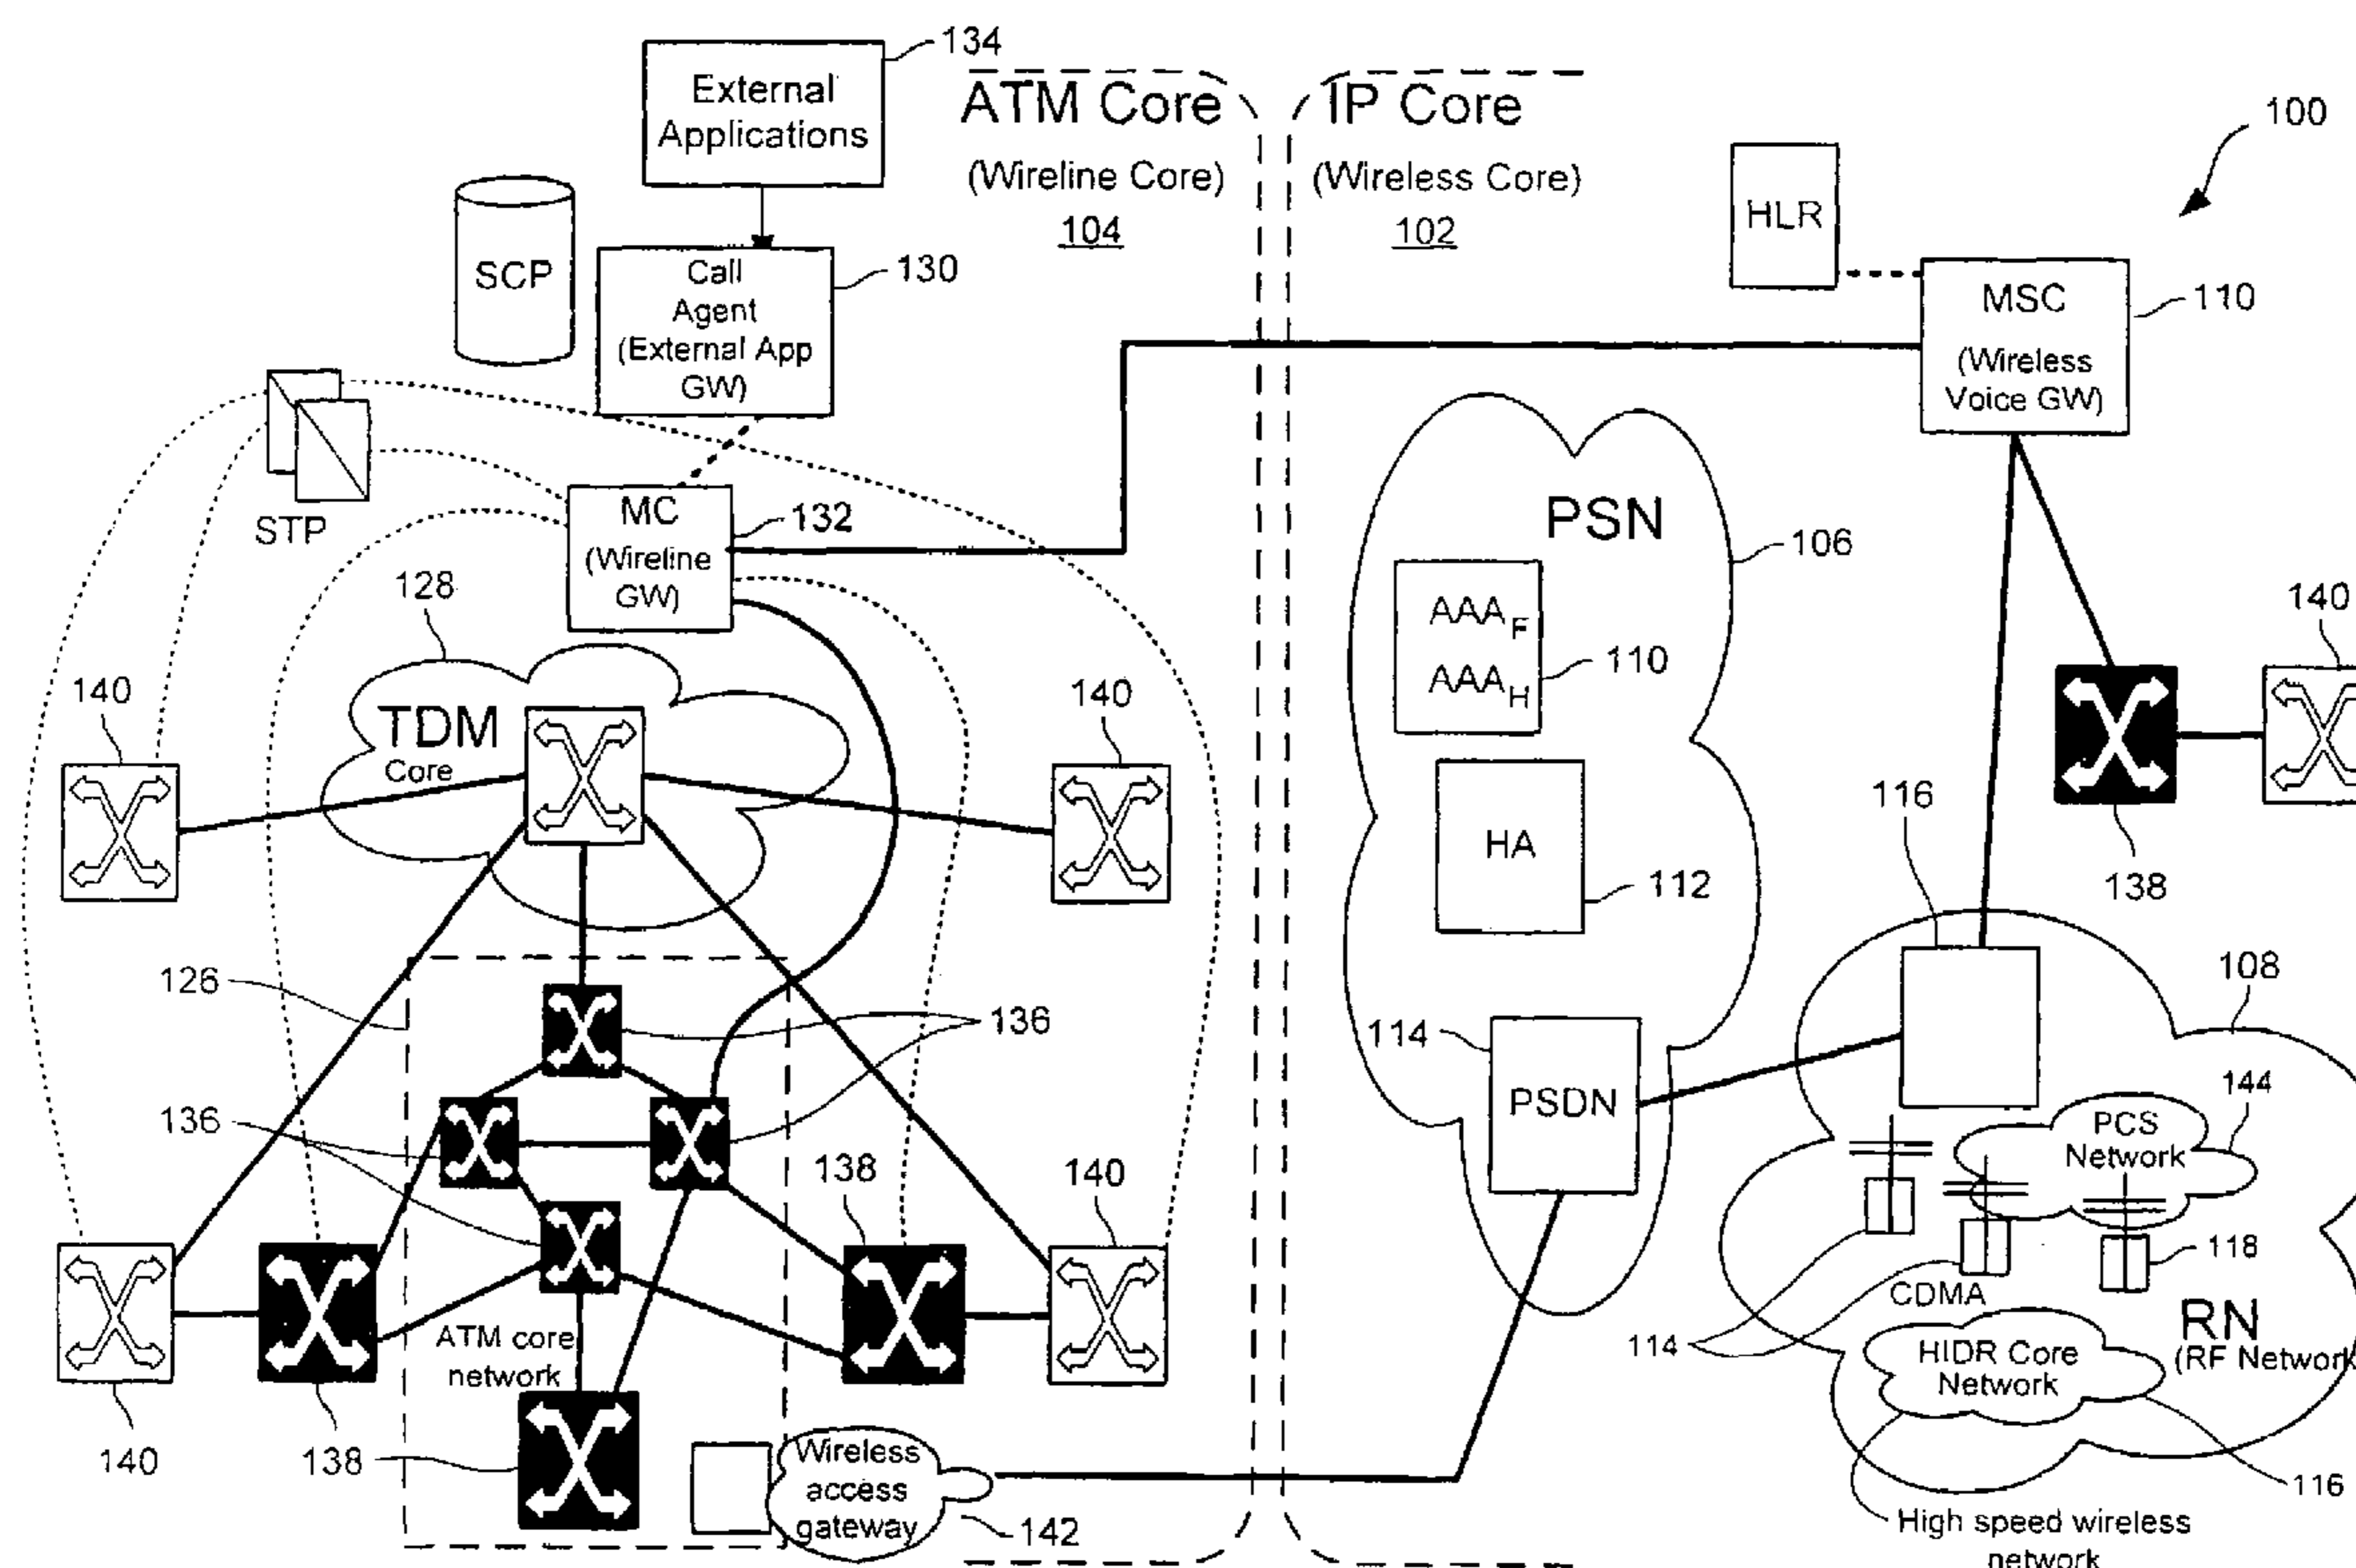 134
External
Applications
ATM Core
(Wireline Core)
104
IP Core
(Wireless Core)
102
100
HLR
SCP
Call
Agent
(External App
GW)
130
MSC
(Wireless
Voice GW)
110
STP
MC
(Wireline
GW)
132
PSN
106
AAAF
AAAH
110
128
TDM
Core
140
140
140
138
HA
112
116
108
126
136
136
114
PSDN
144
PCS
Network
138
140
118
CDMA
114
RN
(RF Network
HIDR Core
Network
ATM core
network
140
138
Wireless
access
gateway
142
116
High speed wireless
network